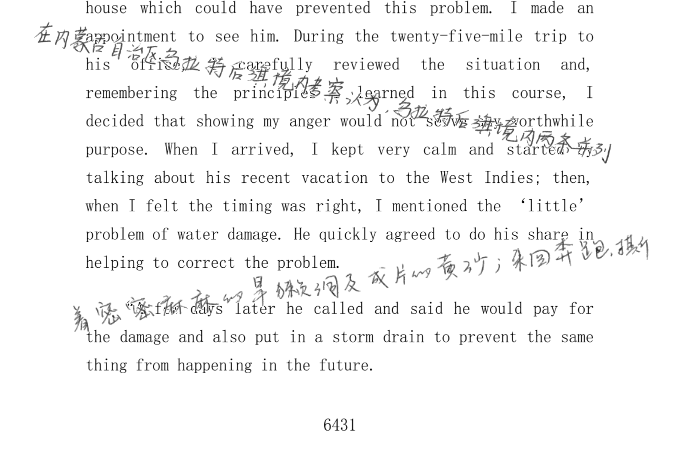 house which could have prevented this problem. I made an
appointment to see him. During the twenty-five-mile trip to
在内蒙古自治区乌拉特后旗境内考察认为，乌拉特后旗境内两条东列
his office, I carefully reviewed the situation and,
remembering the principles I learned in this course, I
decided that showing my anger would not serve any worthwhile
purpose. When I arrived, I kept very calm and started by
talking about his recent vacation to the West Indies; then,
when I felt the timing was right, I mentioned the ‘little’
problem of water damage. He quickly agreed to do his share in
helping to correct the problem.
着密密麻麻的旱獭洞及成片的黄沙；来回奔跑，
“A few days later he called and said he would pay for
the damage and also put in a storm drain to prevent the same
thing from happening in the future.
6431